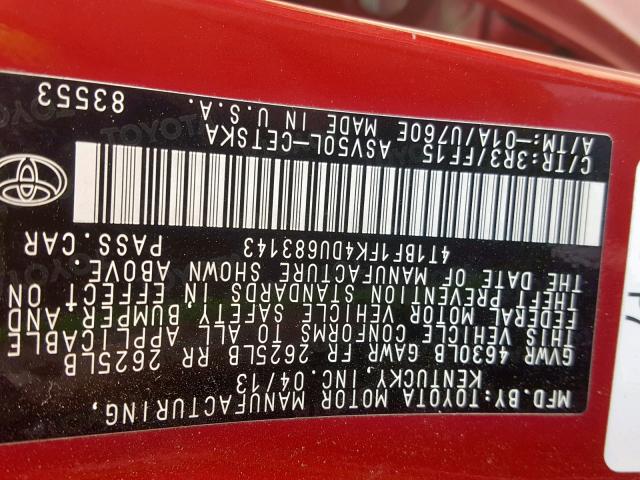 MFD.BY:TOYOTA MOTOR MANUFACTURING,
KENTUCKY, INC. 04/13
GVWR 4630LB GAWR FR 2625LB RR 2625LB
THIS VEHICLE CONFORMS TO ALL APPLICABLE
FEDERAL MOTOR VEHICLE SAFETY, BUMPER, AND
THEFT PREVENTION STANDARDS IN EFFECT ON
THE DATE OF MANUFACTURE SHOWN ABOVE.
4T1BF1FK4DU683143 PASS. CAR
C/TR:3R3/FF15 ASV50L-CETSKA
A/TM:-01A/U760E MADE IN U.S.A. 83553